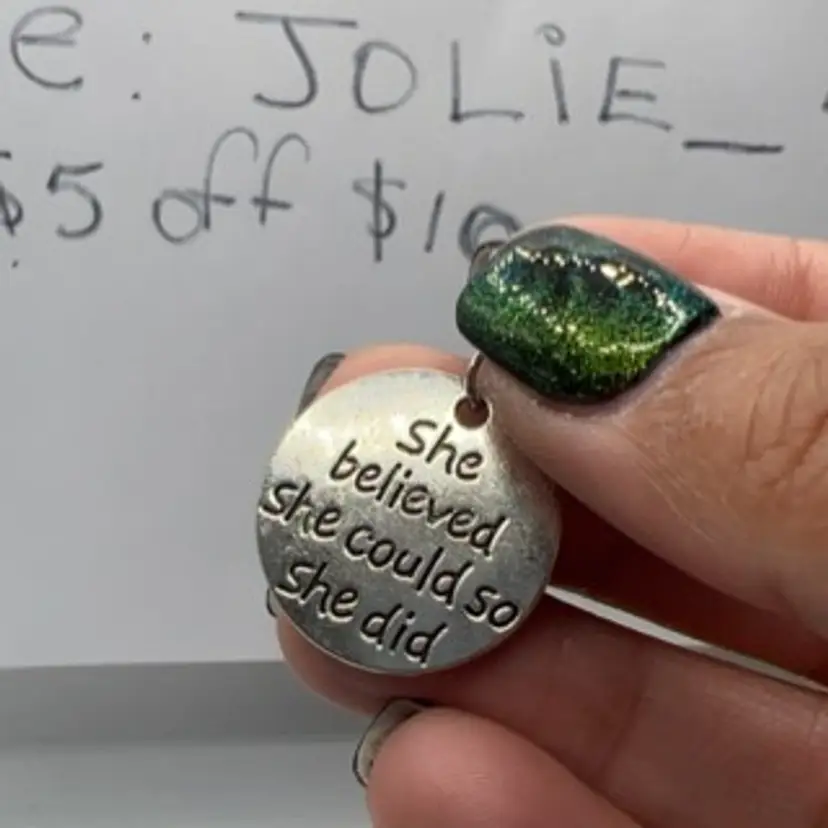 e: JOLiE_
$5 off $10
She
believed
she could so
she did